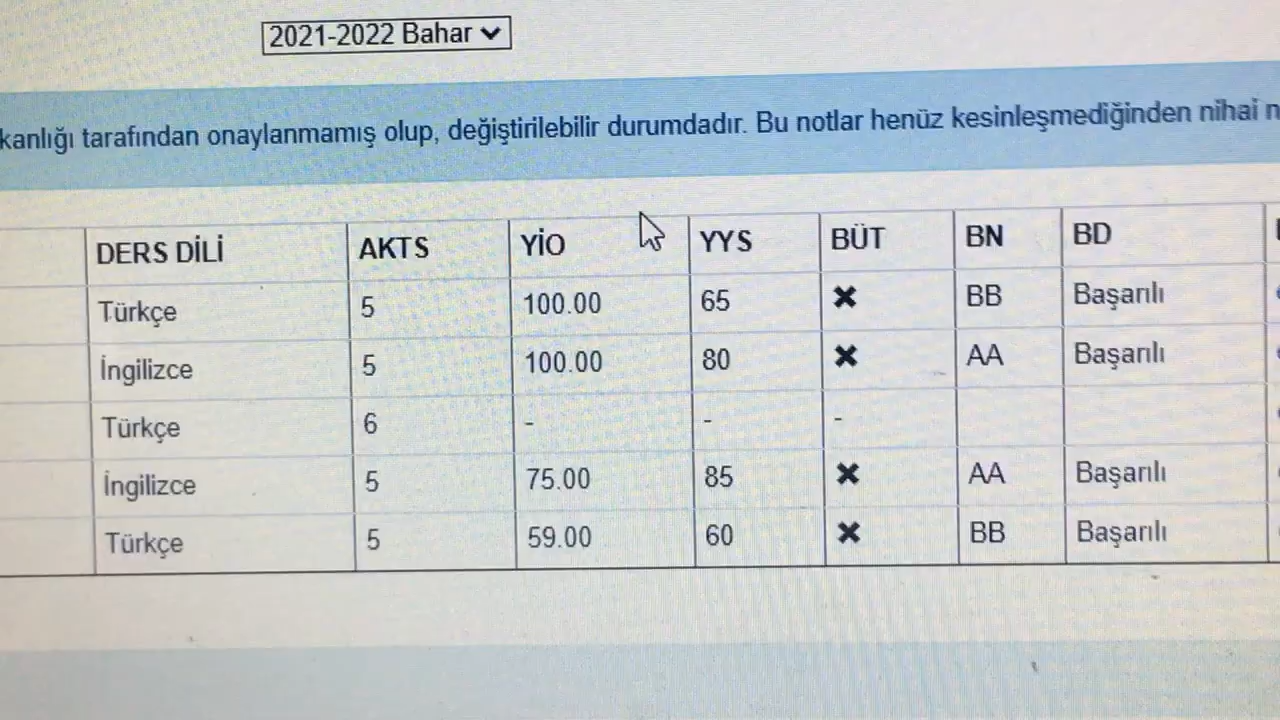 2021-2022 Bahar
kanlığı tarafından onaylanmamış olup, değiştirilebilir durumdadır. Bu notlar henüz kesinleşmediğinden nihai n
DERS DİLİ AKTS YİO YYS BÜT BN BD
Türkçe 5 100.00 65 ✖ BB Başarılı
İngilizce 5 100.00 80 ✖ AA Başarılı
Türkçe 6 - - -
İngilizce 5 75.00 85 ✖ AA Başarılı
Türkçe 5 59.00 60 ✖ BB Başarılı